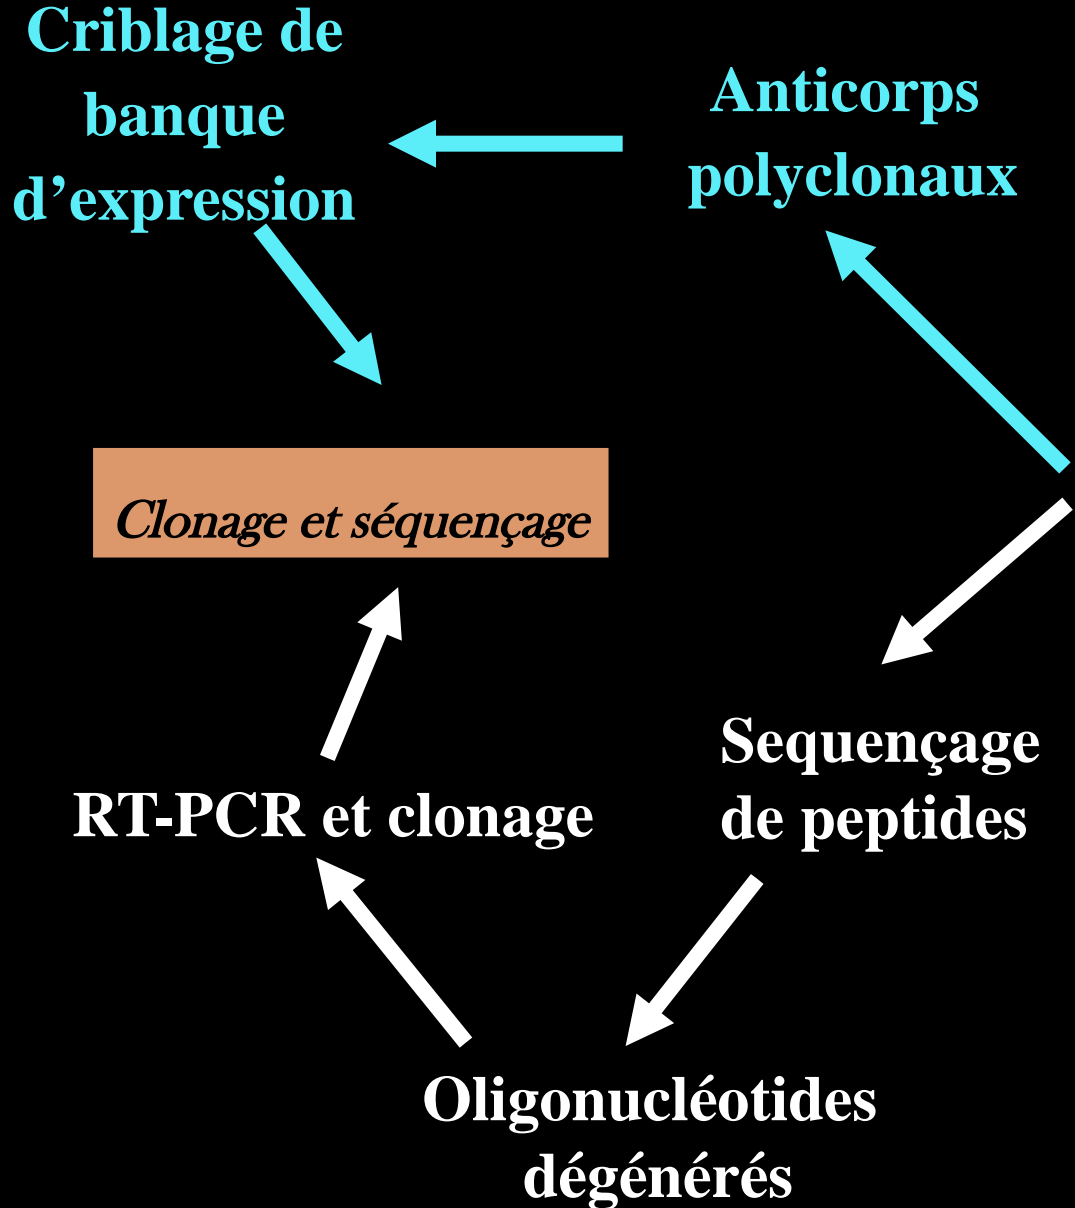 Criblage de
banque
d’expression
Anticorps
polyclonaux
Clonage et séquençage
Sequençage
de peptides
RT-PCR et clonage
Oligonucléotides
dégénérés